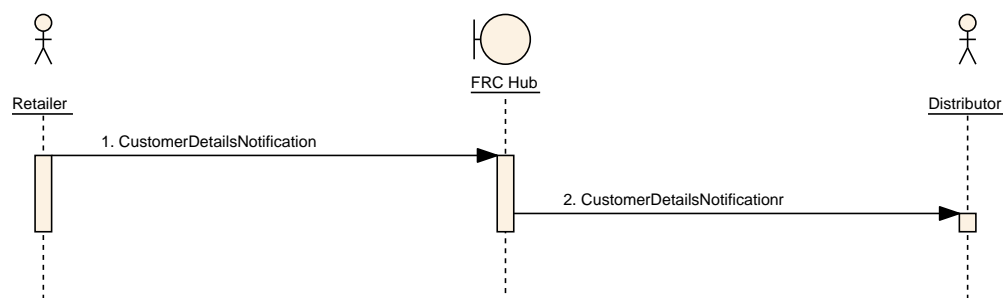 FRC Hub
Retailer
Distributor
1. CustomerDetailsNotification
2. CustomerDetailsNotificationr